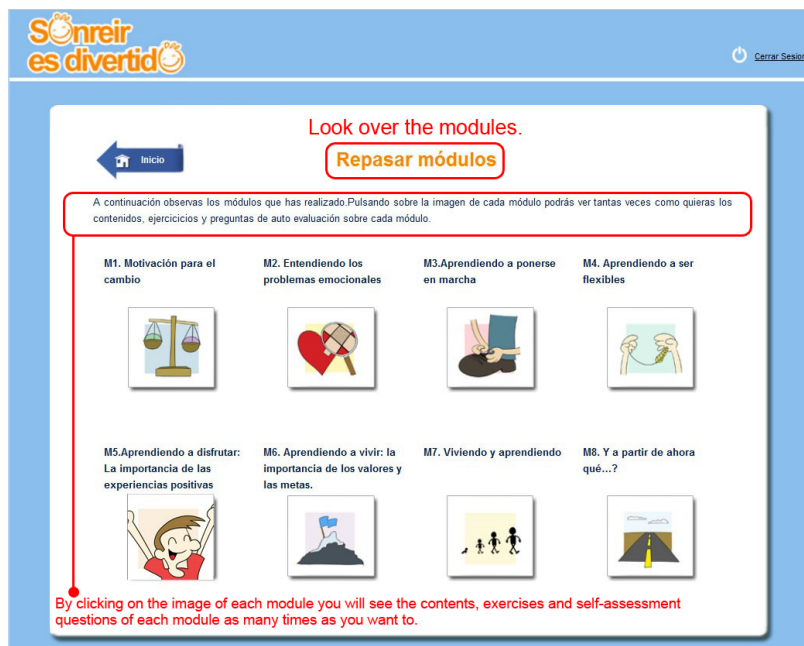 Sonreir
es divertido
Cerrar Sesion
Look over the modules.
Inicio
Repasar módulos
A continuación observas los módulos que has realizado.Pulsando sobre la imagen de cada módulo podrás ver tantas veces como quieras los
contenidos, ejercicicios y preguntas de auto evaluación sobre cada módulo.
M1. Motivación para el
cambio
M2. Entendiendo los
problemas emocionales
M3.Aprendiendo a ponerse
en marcha
M4. Aprendiendo a ser
flexibles
M5.Aprendiendo a disfrutar:
La importancia de las
experiencias positivas
M6. Aprendiendo a vivir: la
importancia de los valores y
las metas.
M7. Viviendo y aprendiendo
M8. Y a partir de ahora
qué...?
By clicking on the image of each module you will see the contents, exercises and self-assessment
questions of each module as many times as you want to.